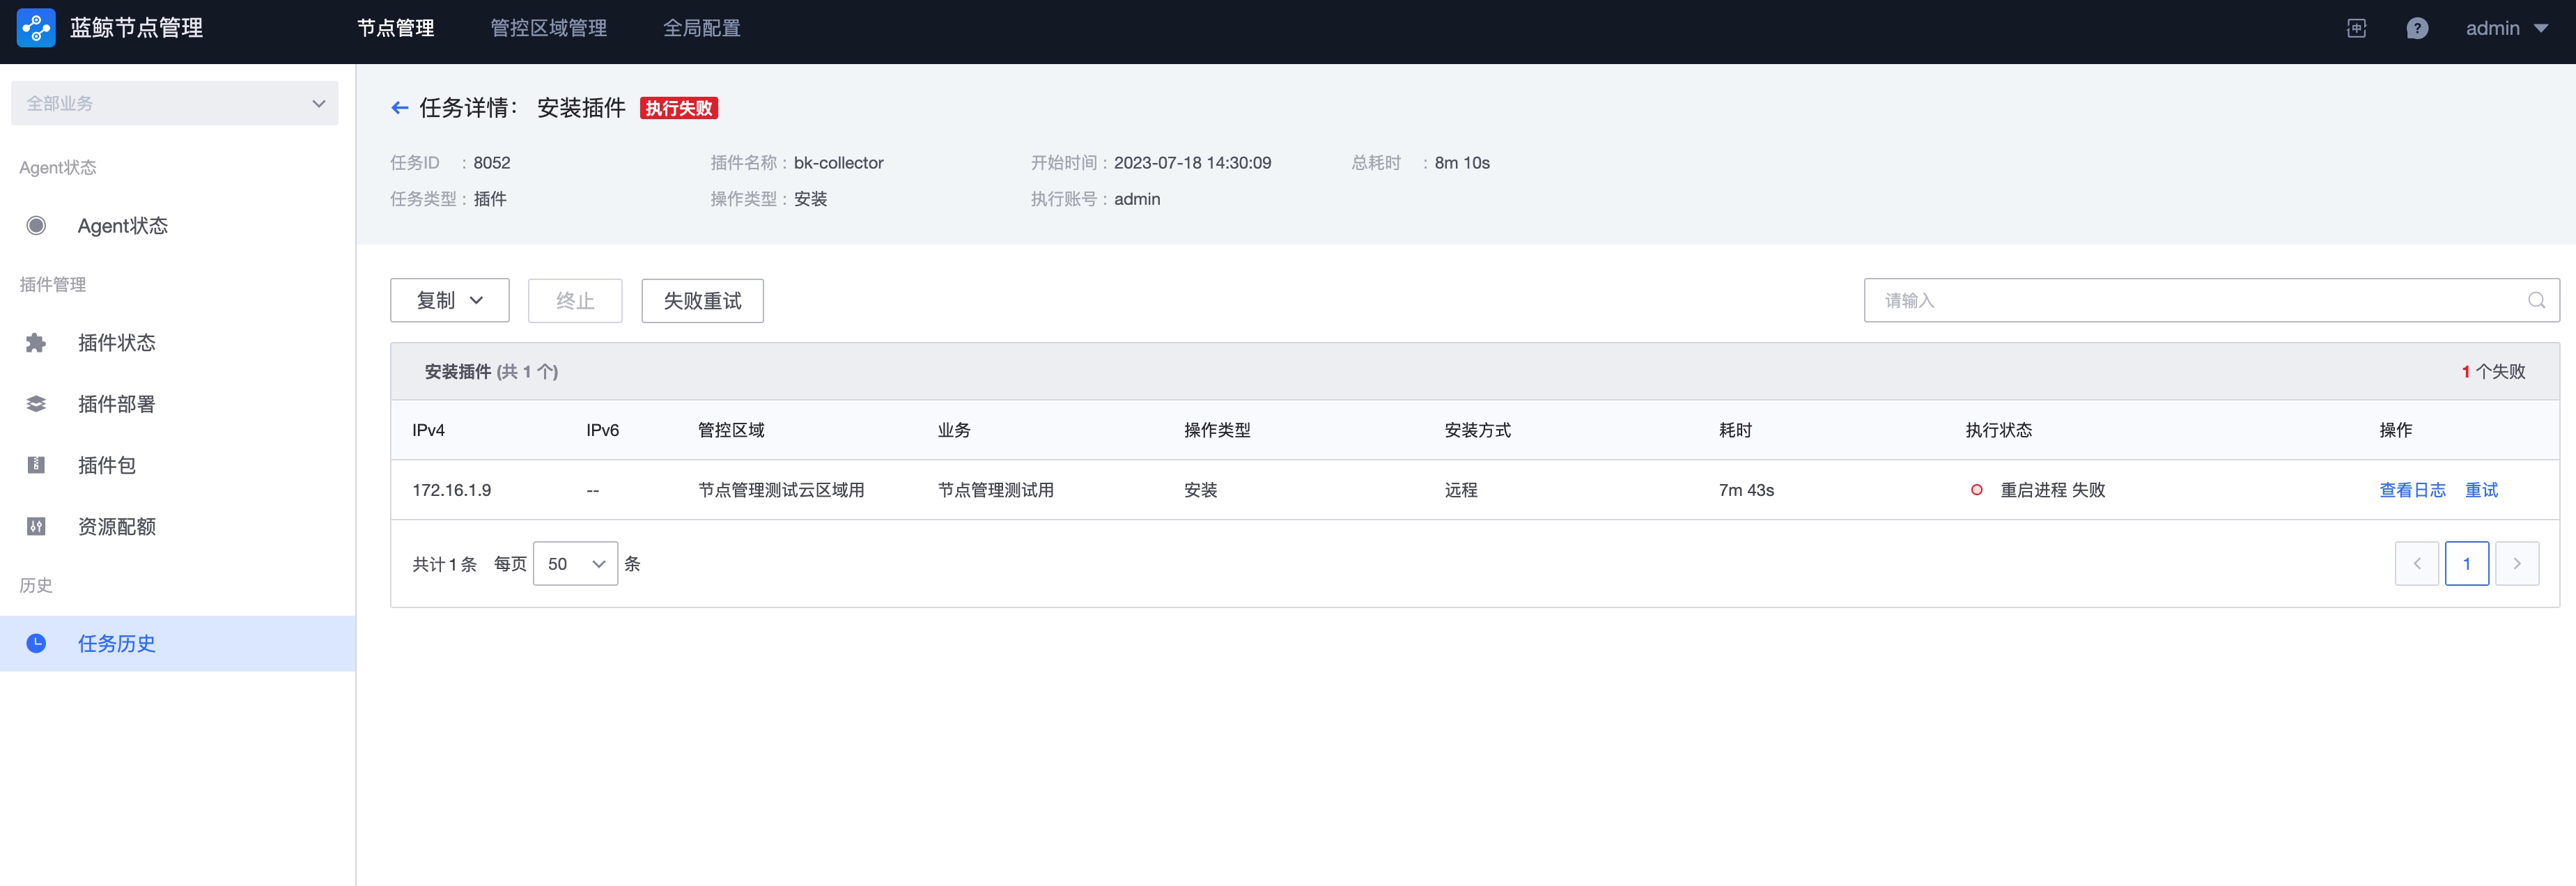 蓝鲸节点管理 节点管理 管控区域管理 全局配置 中 ? admin
全部业务
Agent状态
Agent状态
插件管理
插件状态
插件部署
插件包
资源配额
历史
任务历史
任务详情： 安装插件 执行失败
任务ID : 8052 插件名称 : bk-collector 开始时间 : 2023-07-18 14:30:09 总耗时 : 8m 10s
任务类型 : 插件 操作类型 : 安装 执行账号 : admin
复制 终止 失败重试 请输入
安装插件 (共 1 个) 1 个失败
IPv4 IPv6 管控区域 业务 操作类型 安装方式 耗时 执行状态 操作
172.16.1.9 -- 节点管理测试云区域用 节点管理测试用 安装 远程 7m 43s 重启进程 失败 查看日志 重试
共计 1 条 每页 50 条 1